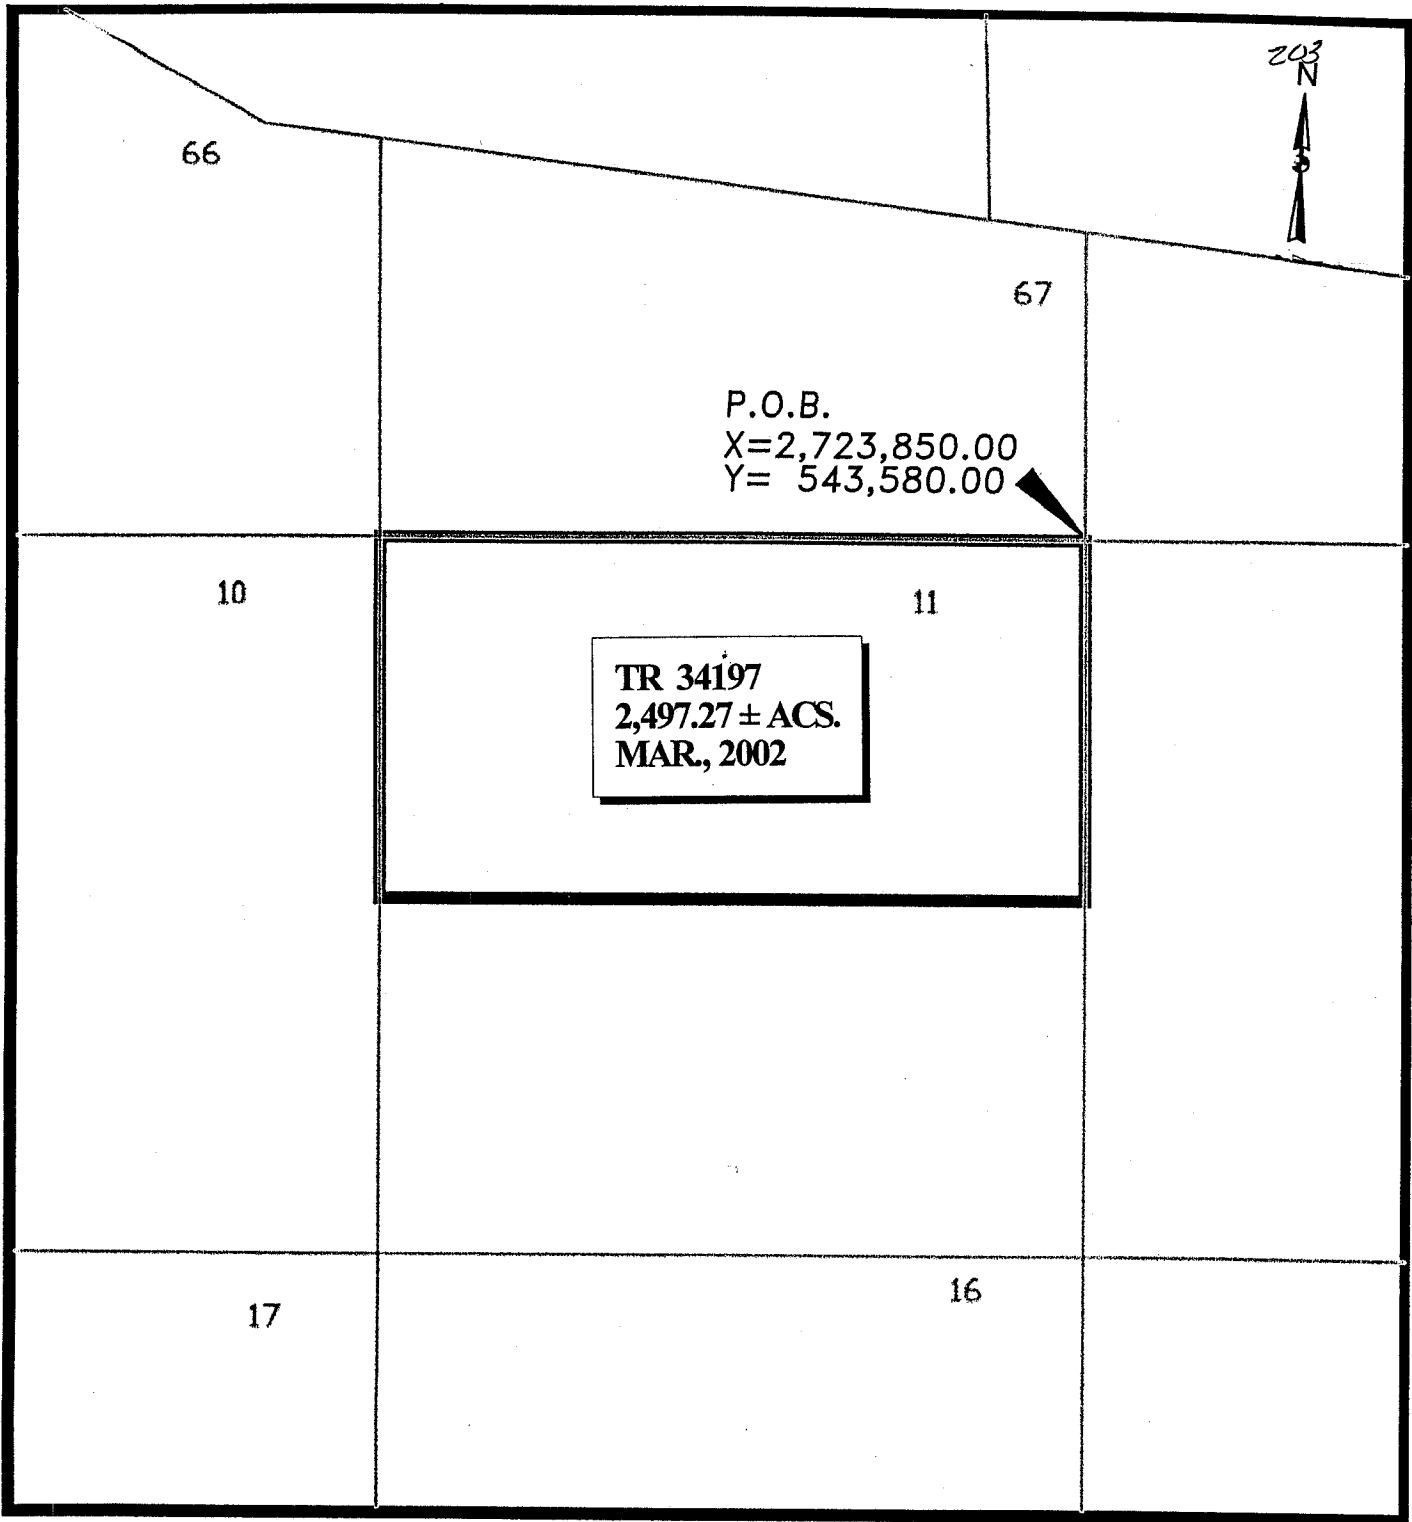 203
N
66
67
P.O.B.
X=2,723,850.00
Y= 543,580.00
10
11
TR 34197
2,497.27 ± ACS.
MAR., 2002
16
17